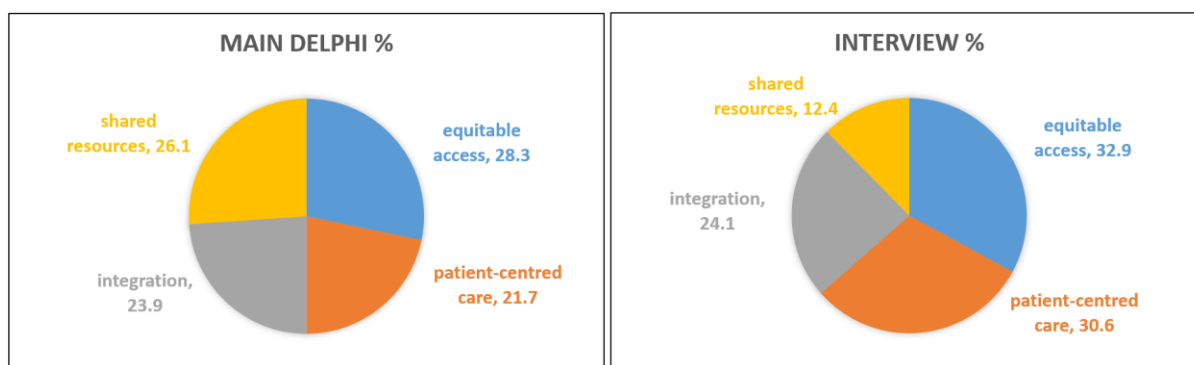 MAIN DELPHI %
shared
resources, 26.1
equitable
access, 28.3
integration,
23.9
patient-centred
care, 21.7
INTERVIEW %
shared
resources, 12.4
equitable
access, 32.9
integration,
24.1
patient-centred
care, 30.6